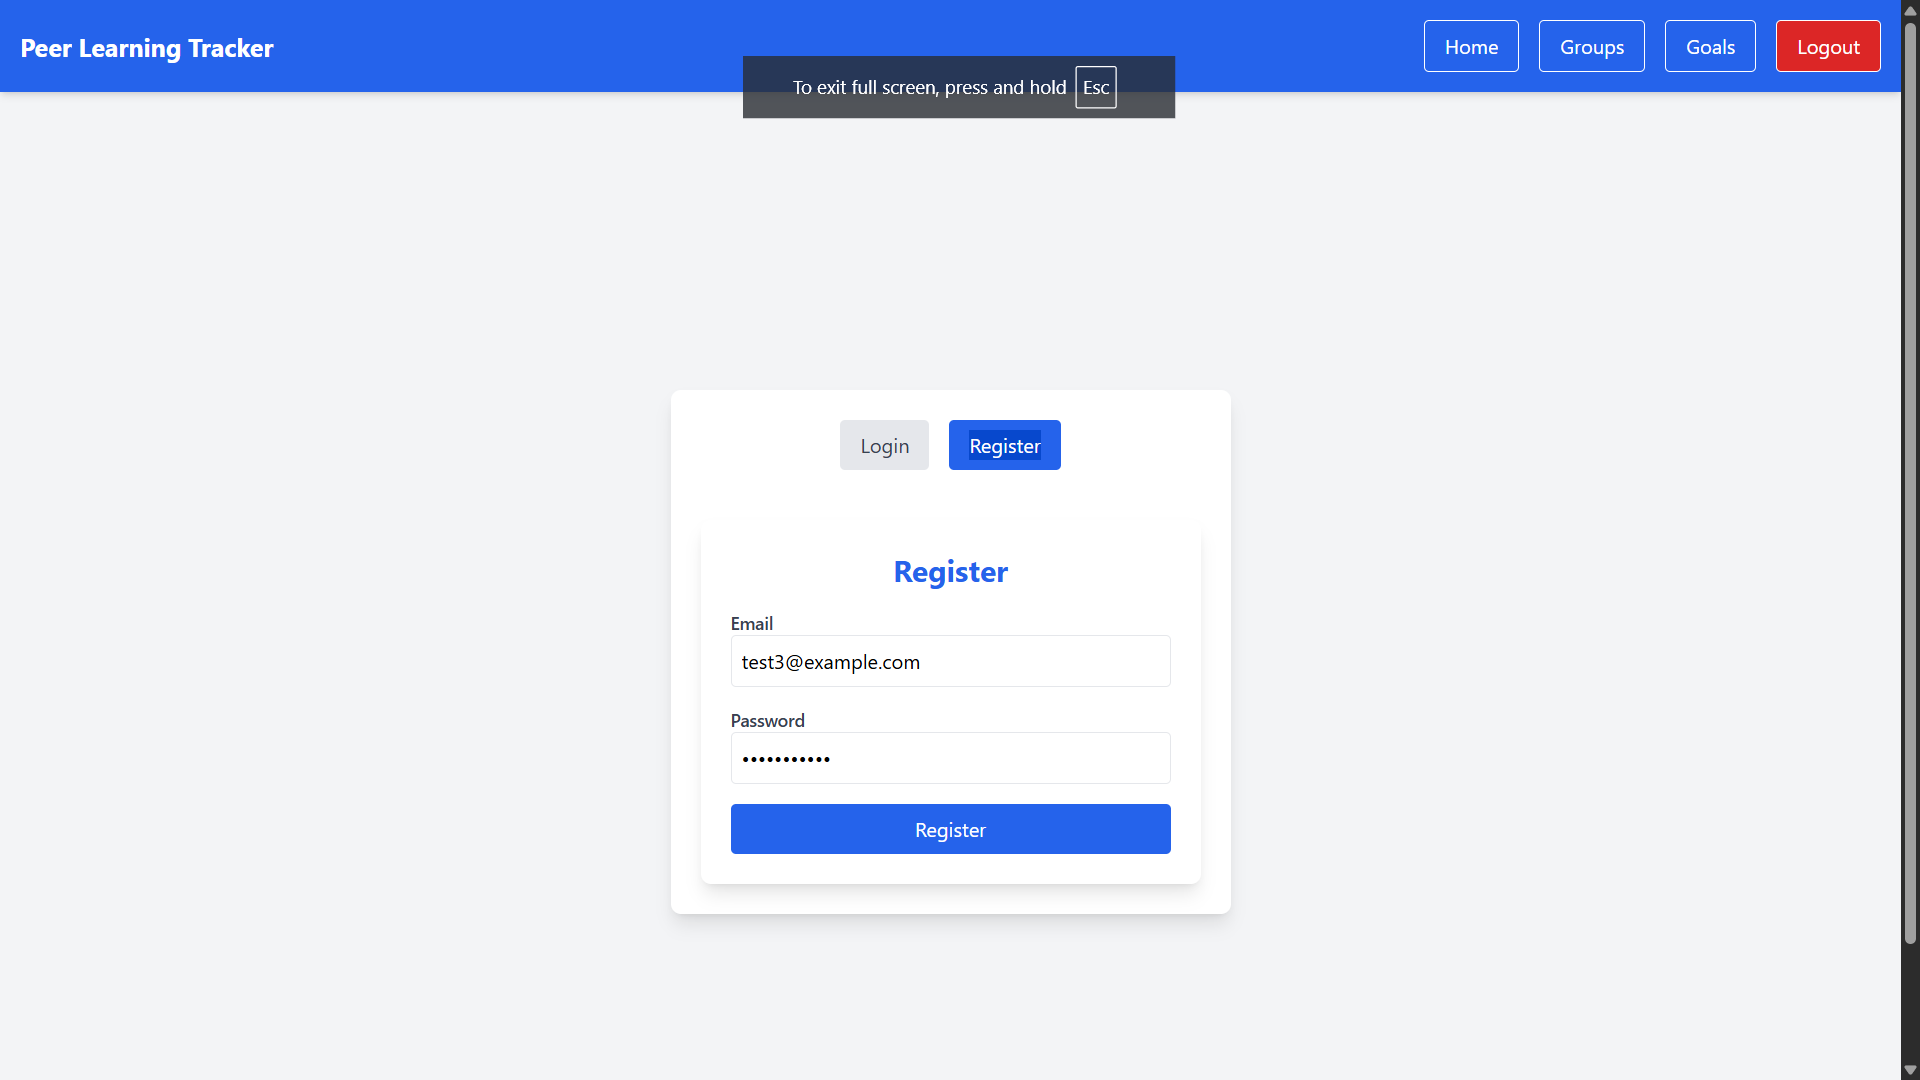 Peer Learning Tracker
Home
Groups
Goals
Logout
To exit full screen, press and hold Esc
Login
Register
Register
Email
test3@example.com
Password
•••••••••••
Register